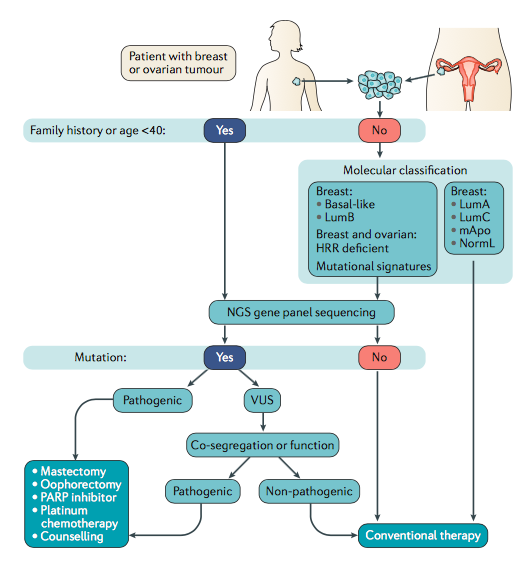 Patient with breast
or ovarian tumour
Family history or age <40:
Yes
No
Molecular classification
Breast:
• Basal-like
• LumB
Breast and ovarian:
HRR deficient
Mutational signatures
Breast:
• LumA
• LumC
• mApo
• NormL
NGS gene panel sequencing
Mutation:
Yes
No
Pathogenic
VUS
Co-segregation or function
• Mastectomy
• Oophorectomy
• PARP inhibitor
• Platinum
chemotherapy
• Counselling
Pathogenic
Non-pathogenic
Conventional therapy